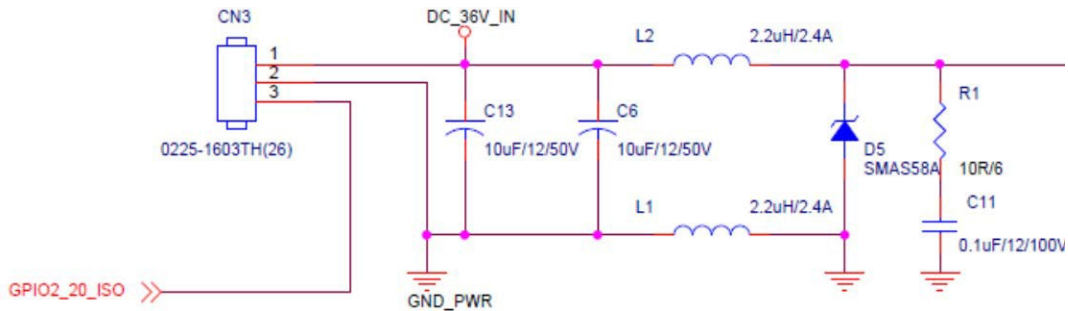 CN3
DC_36V_IN
L2
2.2uH/2.4A
1
2
3
C13
C6
R1
10uF/12/50V
10uF/12/50V
D5
SMAS58A
10R/6
0225-1603TH(26)
L1
2.2uH/2.4A
C11
0.1uF/12/100V
GPIO2_20_ISO
GND_PWR